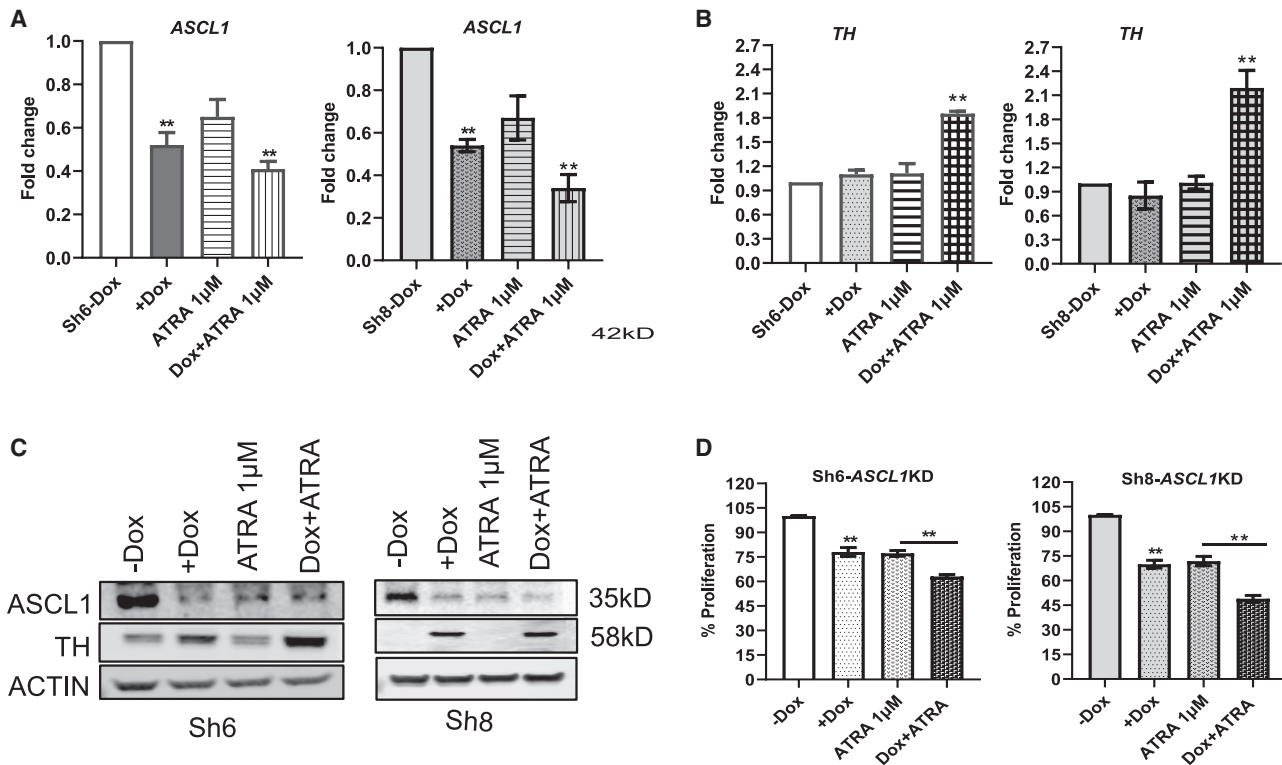 A
ASCL1
Fold change
1.0
0.8
0.6
0.4
0.2
0.0
**
**
Sh6-Dox
+Dox
ATRA 1μM
Dox+ATRA 1μM
ASCL1
Fold change
1.0
0.8
0.6
0.4
0.2
0.0
**
**
Sh8-Dox
+Dox
ATRA 1μM
Dox+ATRA 1μM
42kD
B
TH
Fold change
2.7
2.4
2.1
1.8
1.5
1.2
0.9
0.6
0.3
0.0
**
Sh6-Dox
+Dox
ATRA 1μM
Dox+ATRA 1μM
TH
Fold change
2.7
2.4
2.1
1.8
1.5
1.2
0.9
0.6
0.3
0.0
**
Sh8-Dox
+Dox
ATRA 1μM
Dox+ATRA 1μM
C
-Dox
+Dox
ATRA 1μM
Dox+ATRA
-Dox
+Dox
ATRA 1μM
Dox+ATRA
ASCL1
35kD
TH
58kD
ACTIN
Sh6
Sh8
D
Sh6-ASCL1KD
% Proliferation
120
105
90
75
60
45
30
15
0
**
**
-Dox
+Dox
ATRA 1μM
Dox+ATRA
Sh8-ASCL1KD
% Proliferation
120
105
90
75
60
45
30
15
0
**
**
-Dox
+Dox
ATRA 1μM
Dox+ATRA